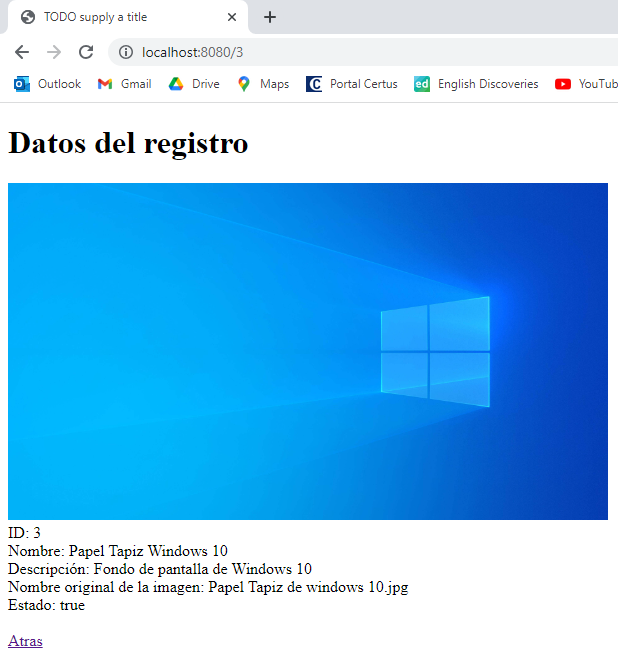 TODO supply a title
localhost:8080/3
Outlook Gmail Drive Maps Portal Certus ed English Discoveries YouTub
Datos del registro
ID: 3
Nombre: Papel Tapiz Windows 10
Descripción: Fondo de pantalla de Windows 10
Nombre original de la imagen: Papel Tapiz de windows 10.jpg
Estado: true
Atras